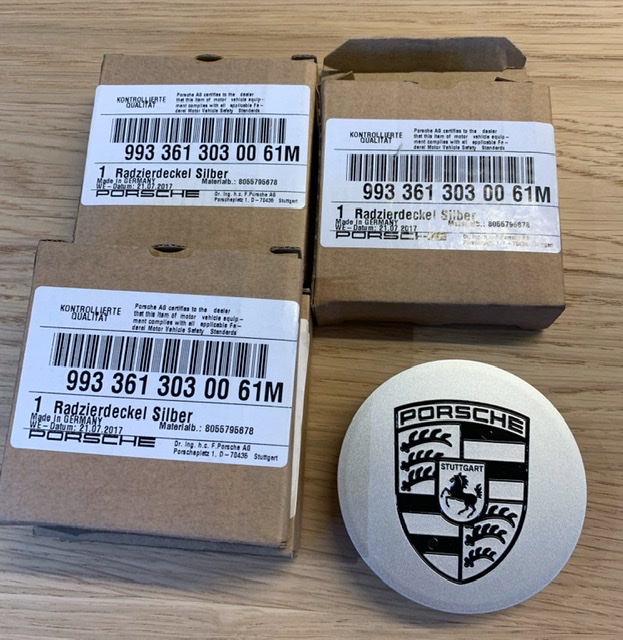 KONTROLLIERTE
QUALITÄT
Porsche AG certifies to the dealer
that this item of motor vehicle equip-
ment complies with all applicable Fe-
deral Motor Vehicle Safety Standards
993 361 303 00 61M
1 Radzierdeckel Silber
Made in GERMANY
WE-Datum: 21.07.2017
Materialb.: 8055795678
PORSCHE
Dr. Ing. h.c. F.Porsche AG
Porscheplatz 1, D-70435 Stuttgart
KONTROLLIERTE
QUALITÄT
Porsche AG certifies to the dealer
that this item of motor vehicle equip-
ment complies with all applicable Fe-
deral Motor Vehicle Safety Standards
993 361 303 00 61M
1 Radzierdeckel Silber
Made in GERMANY
WE-Datum: 21.07.2017
Materialb.: 8055795678
PORSCHE
KONTROLLIERTE
QUALITÄT
Porsche AG certifies to the dealer
that this item of motor vehicle equip-
ment complies with all applicable Fe-
deral Motor Vehicle Safety Standards
993 361 303 00 61M
1 Radzierdeckel Silber
Made in GERMANY
WE-Datum: 21.07.2017
Materialb.: 8055795678
PORSCHE
Dr. Ing. h.c. F.Porsche AG
Porscheplatz 1, D-70435 Stuttgart
PORSCHE
STUTTGART